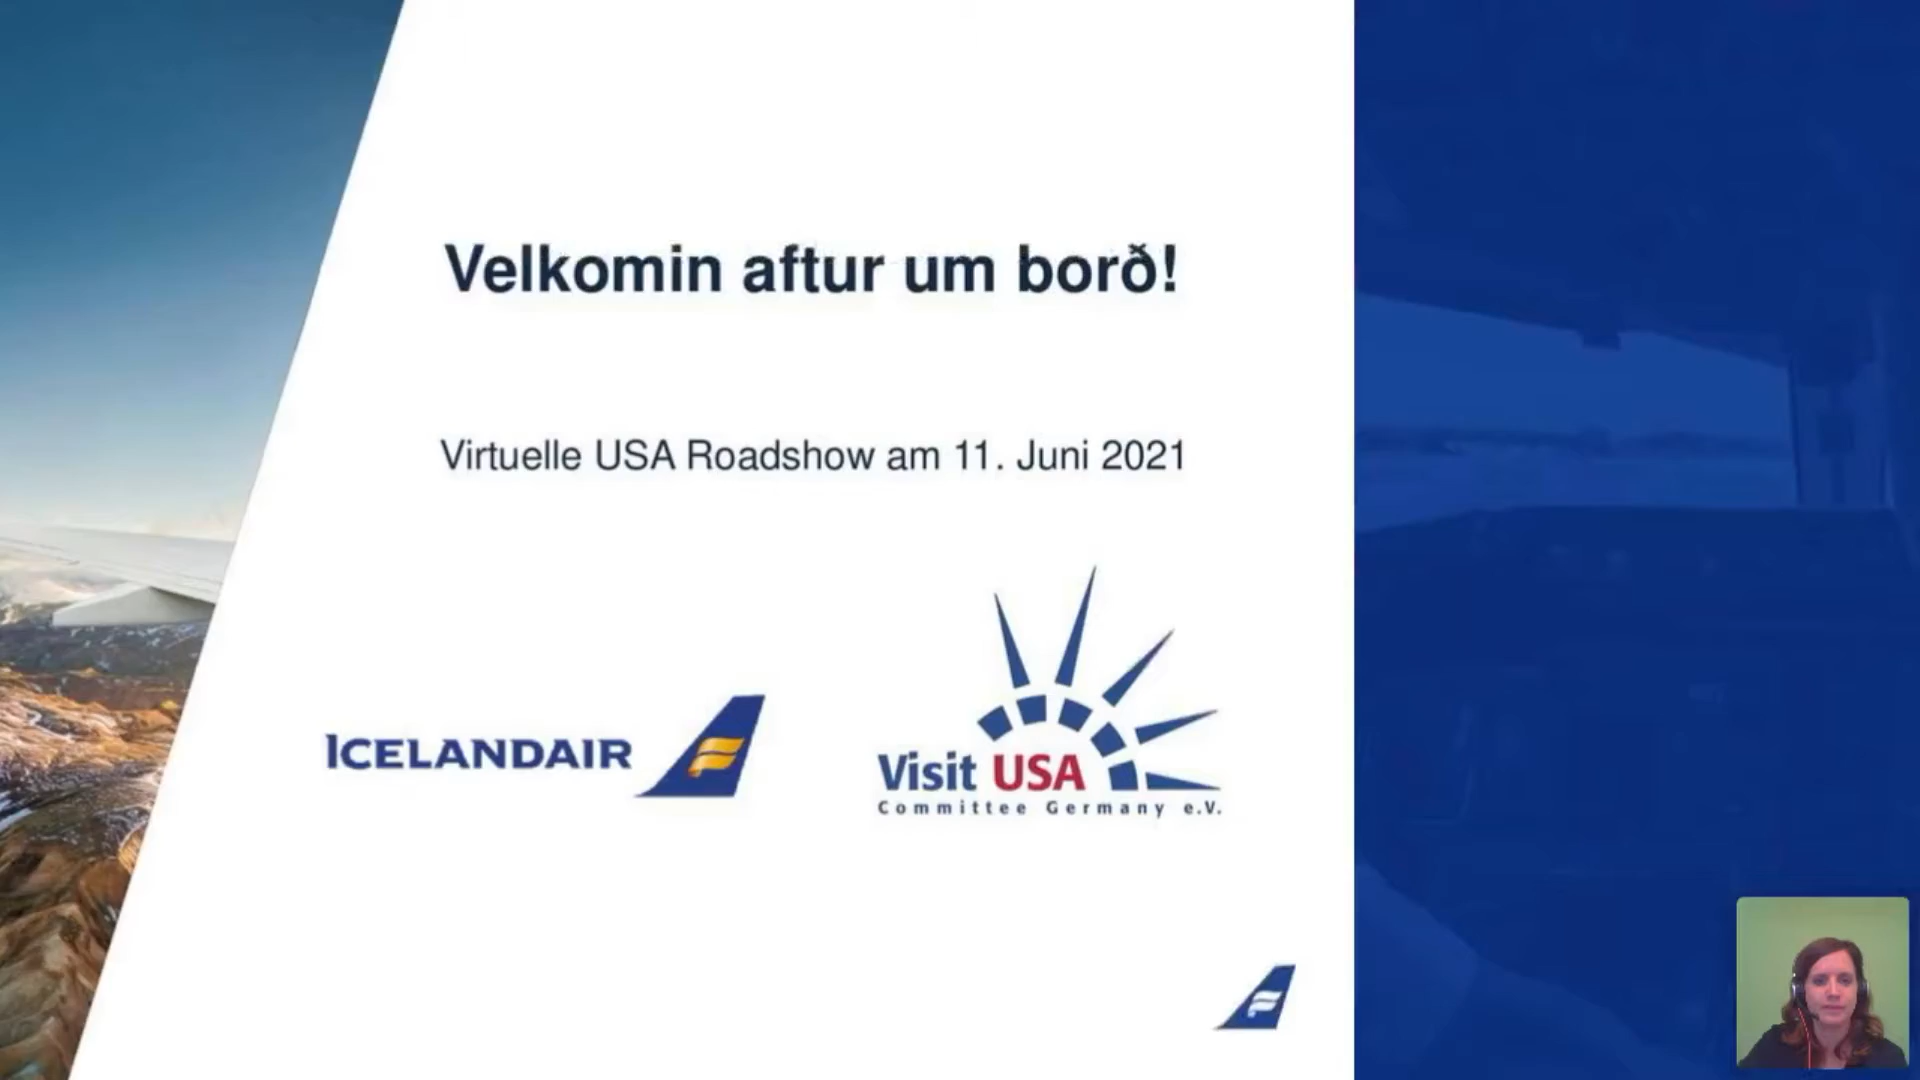 Velkomin aftur um borð!
Virtuelle USA Roadshow am 11. Juni 2021
ICELANDAIR
Visit USA
Committee Germany e.V.